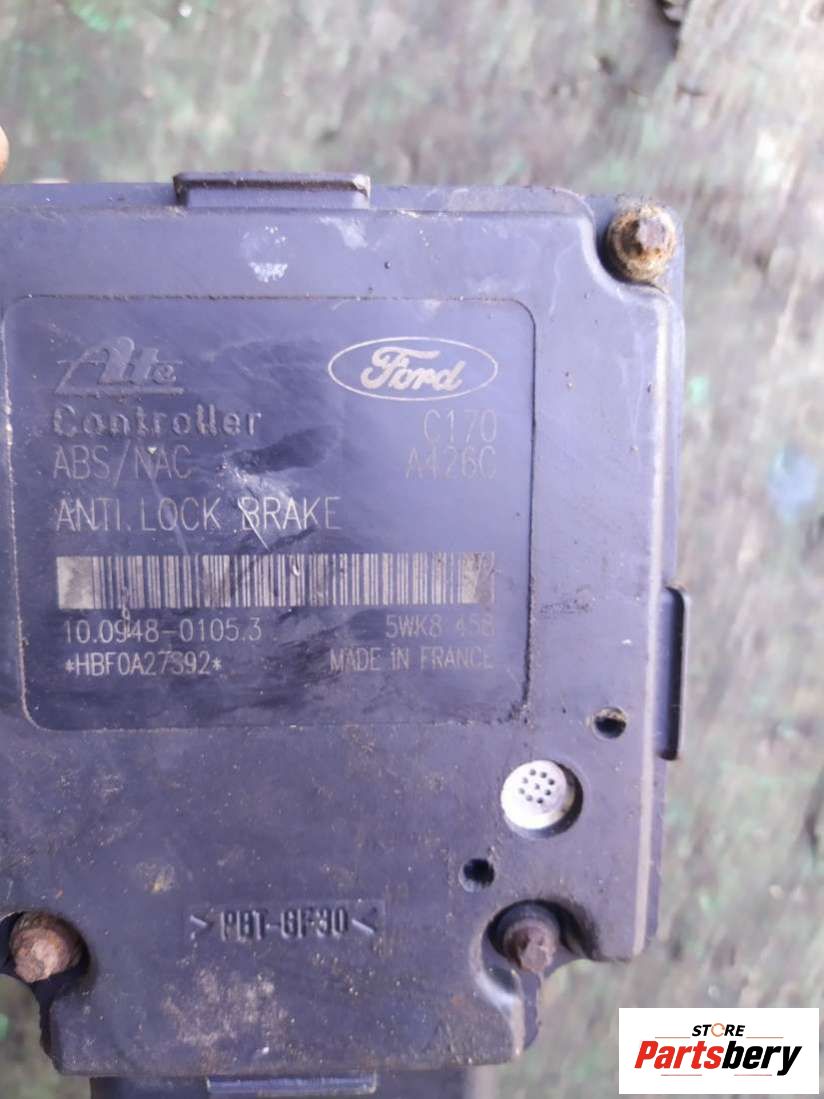 Ate
Ford
Controller C170
ABS/NAC A426C
ANTI LOCK BRAKE
10.0948-0105.3 5WK8 458
*HBF0A27S92* MADE IN FRANCE
>PBT-GF30<
STORE
Partsbery